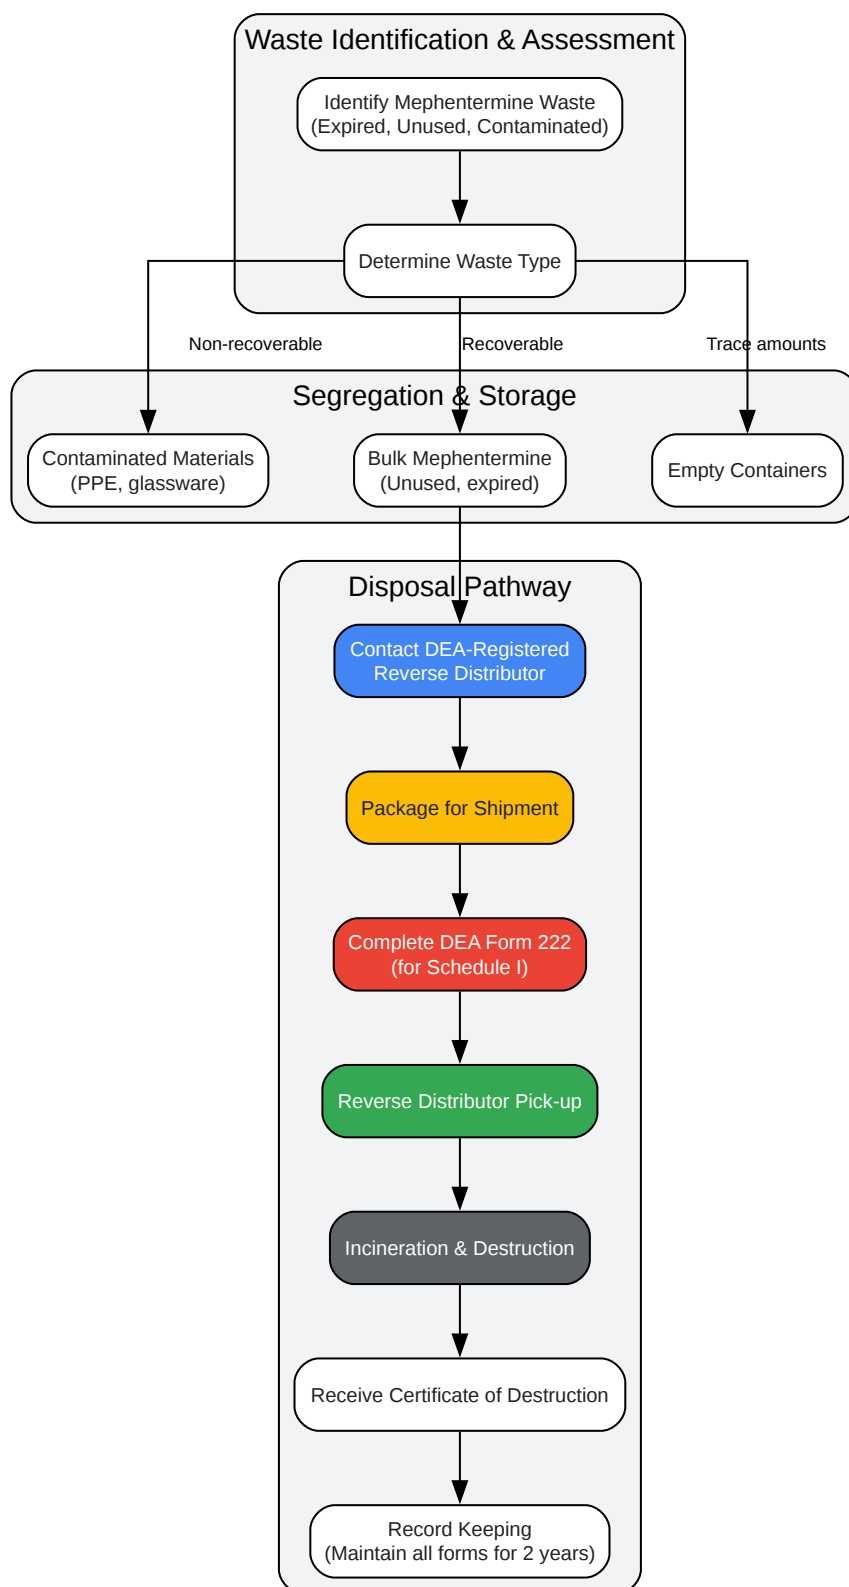 Waste Identification & Assessment
Identify Mephentermine Waste
(Expired, Unused, Contaminated)
Determine Waste Type
Non-recoverable
Recoverable
Trace amounts
Segregation & Storage
Contaminated Materials
(PPE, glassware)
Bulk Mephentermine
(Unused, expired)
Empty Containers
Disposal Pathway
Contact DEA-Registered
Reverse Distributor
Package for Shipment
Complete DEA Form 222
(for Schedule I)
Reverse Distributor Pick-up
Incineration & Destruction
Receive Certificate of Destruction
Record Keeping
(Maintain all forms for 2 years)